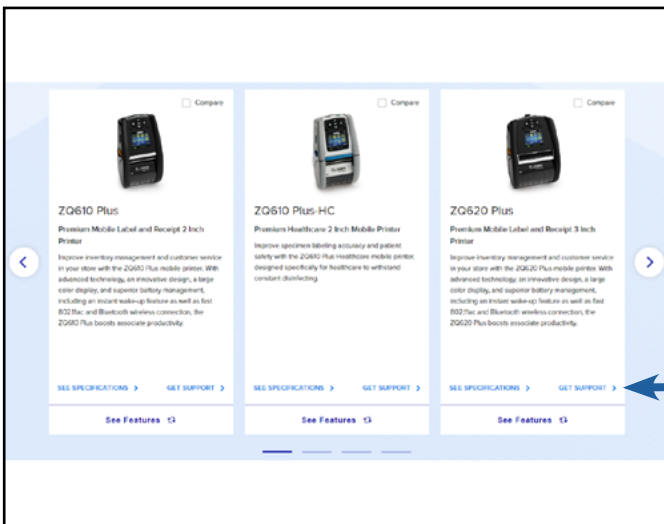 Compare
ZQ610 Plus
Premium Mobile Label and Receipt 2 Inch
Printer
Improve inventory management and customer service
in your store with the ZQ610 Plus mobile printer. With
advanced technology, an innovative design, a large
color display, and superior battery management,
including an instant wake-up feature as well as fast
802.11ac and Bluetooth wireless connection, the
ZQ610 Plus boosts associate productivity.
SEE SPECIFICATIONS
GET SUPPORT
See Features
Compare
ZQ610 Plus-HC
Premium Healthcare 2 Inch Mobile Printer
Improve specimen labeling accuracy and patient
safety with the ZQ610 Plus Healthcare mobile printer,
designed specifically for healthcare to withstand
constant disinfecting.
SEE SPECIFICATIONS
GET SUPPORT
See Features
Compare
ZQ620 Plus
Premium Mobile Label and Receipt 3 Inch
Printer
Improve inventory management and customer service
in your store with the ZQ620 Plus mobile printer. With
advanced technology, an innovative design, a large
color display, and superior battery management,
including an instant wake-up feature as well as fast
802.11ac and Bluetooth wireless connection, the
ZQ620 Plus boosts associate productivity.
SEE SPECIFICATIONS
GET SUPPORT
See Features